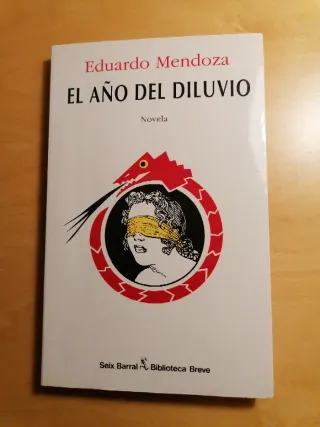 Eduardo Mendoza
EL AÑO DEL DILUVIO
Novela
Seix Barral Biblioteca Breve